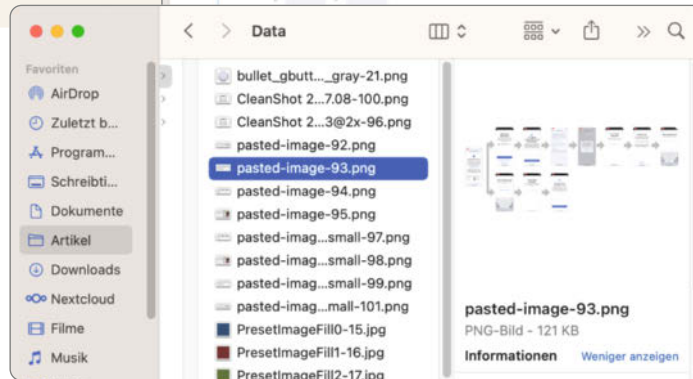 Data
Favoriten
AirDrop
Zuletzt b...
Program...
Schreibti...
Dokumente
Artikel
Downloads
Nextcloud
Filme
Musik
bullet_gbutt..._gray-21.png
CleanShot 2...7.08-100.png
CleanShot 2...3@2x-96.png
pasted-image-92.png
pasted-image-93.png
pasted-image-94.png
pasted-image-95.png
pasted-imag...small-97.png
pasted-imag...small-98.png
pasted-imag...small-99.png
pasted-imag...mall-101.png
PresetImageFill0-15.jpg
PresetImageFill1-16.jpg
PresetImageFill2-17.jpg
pasted-image-93.png
PNG-Bild - 121 KB
Informationen Weniger anzeigen